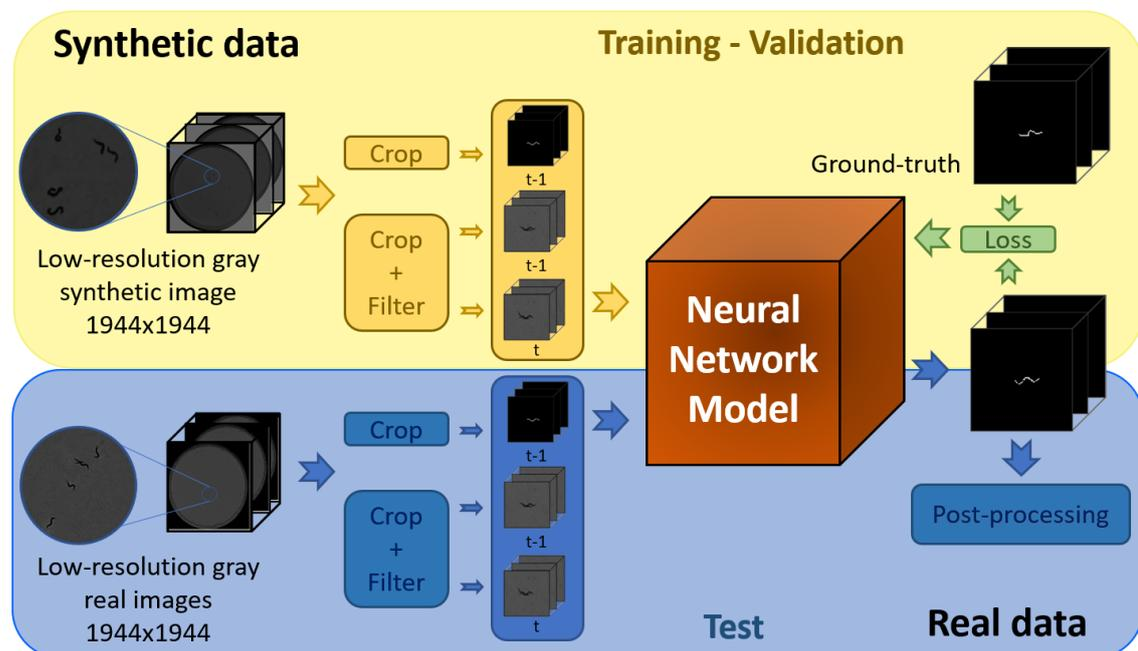 Synthetic data
Training - Validation
Crop
t-1
Crop
+
Filter
t-1
t
Low-resolution gray
synthetic image
1944x1944
Ground-truth
Loss
Neural
Network
Model
Crop
t-1
Crop
+
Filter
t-1
t
Low-resolution gray
real images
1944x1944
Post-processing
Test
Real data